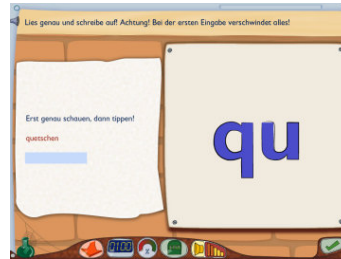 Lies genau und schreibe auf! Achtung! Bei der ersten Eingabe verschwindet alles!
Erst genau schauen, dann tippen!
quetschen
qu
0100